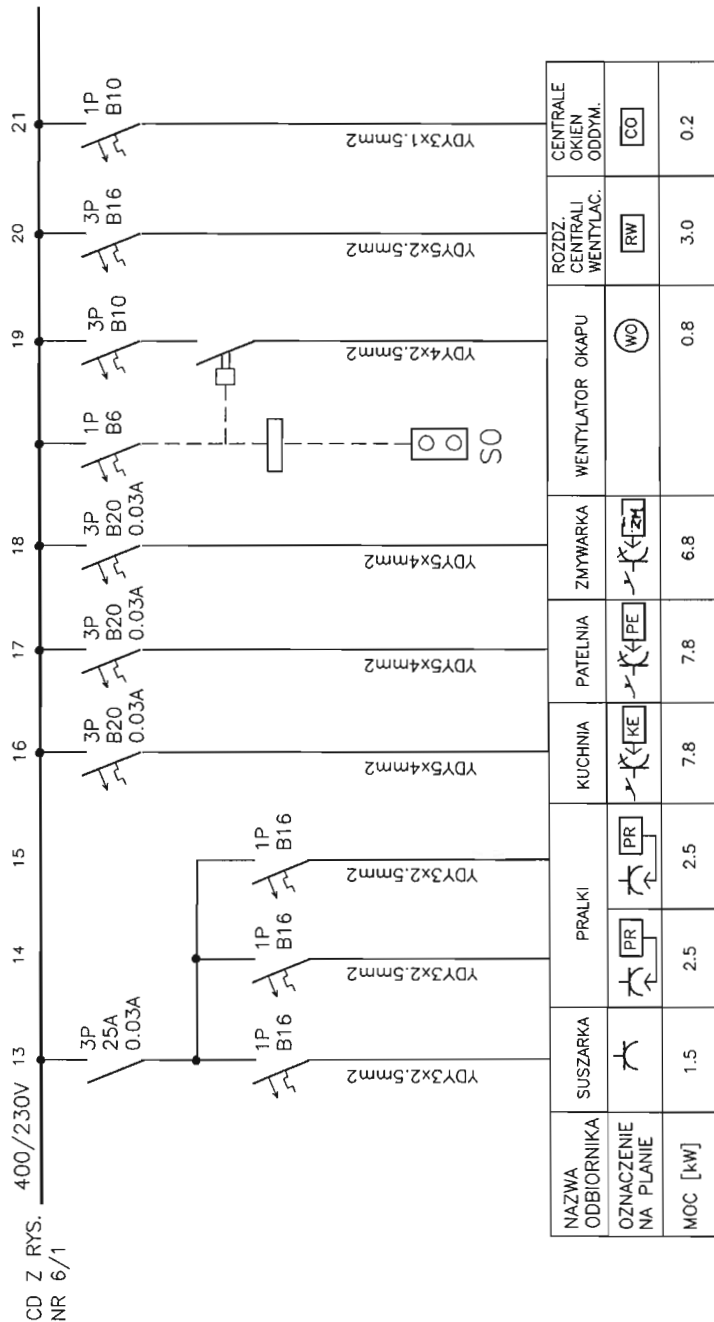 CD Z RYS.
NR 6/1
400/230V
13
14
15
16
17
18
19
20
21
3P
25A
0.03A
1P
B16
1P
B16
1P
B16
3P
B20
0.03A
3P
B20
0.03A
3P
B20
0.03A
1P
B6
3P
B10
3P
B16
1P
B10
YDY3x2.5mm2
YDY3x2.5mm2
YDY3x2.5mm2
YDY5x4mm2
YDY5x4mm2
YDY5x4mm2
SO
YDY4x2.5mm2
YDY5x2.5mm2
YDY3x1.5mm2
NAZWA
ODBIORNIKA
SUSZARKA
PRALKI
KUCHNIA
PATELNIA
ZMYWARKA
WENTYLATOR OKAPU
ROZDZ.
CENTRALI
WENTYLAC.
CENTRALE
OKIEN
ODDYM.
OZNACZENIE
NA PLANIE
PR
PR
KE
PE
ZM
WO
RW
CO
MOC [kW]
1.5
2.5
2.5
7.8
7.8
6.8
0.8
3.0
0.2